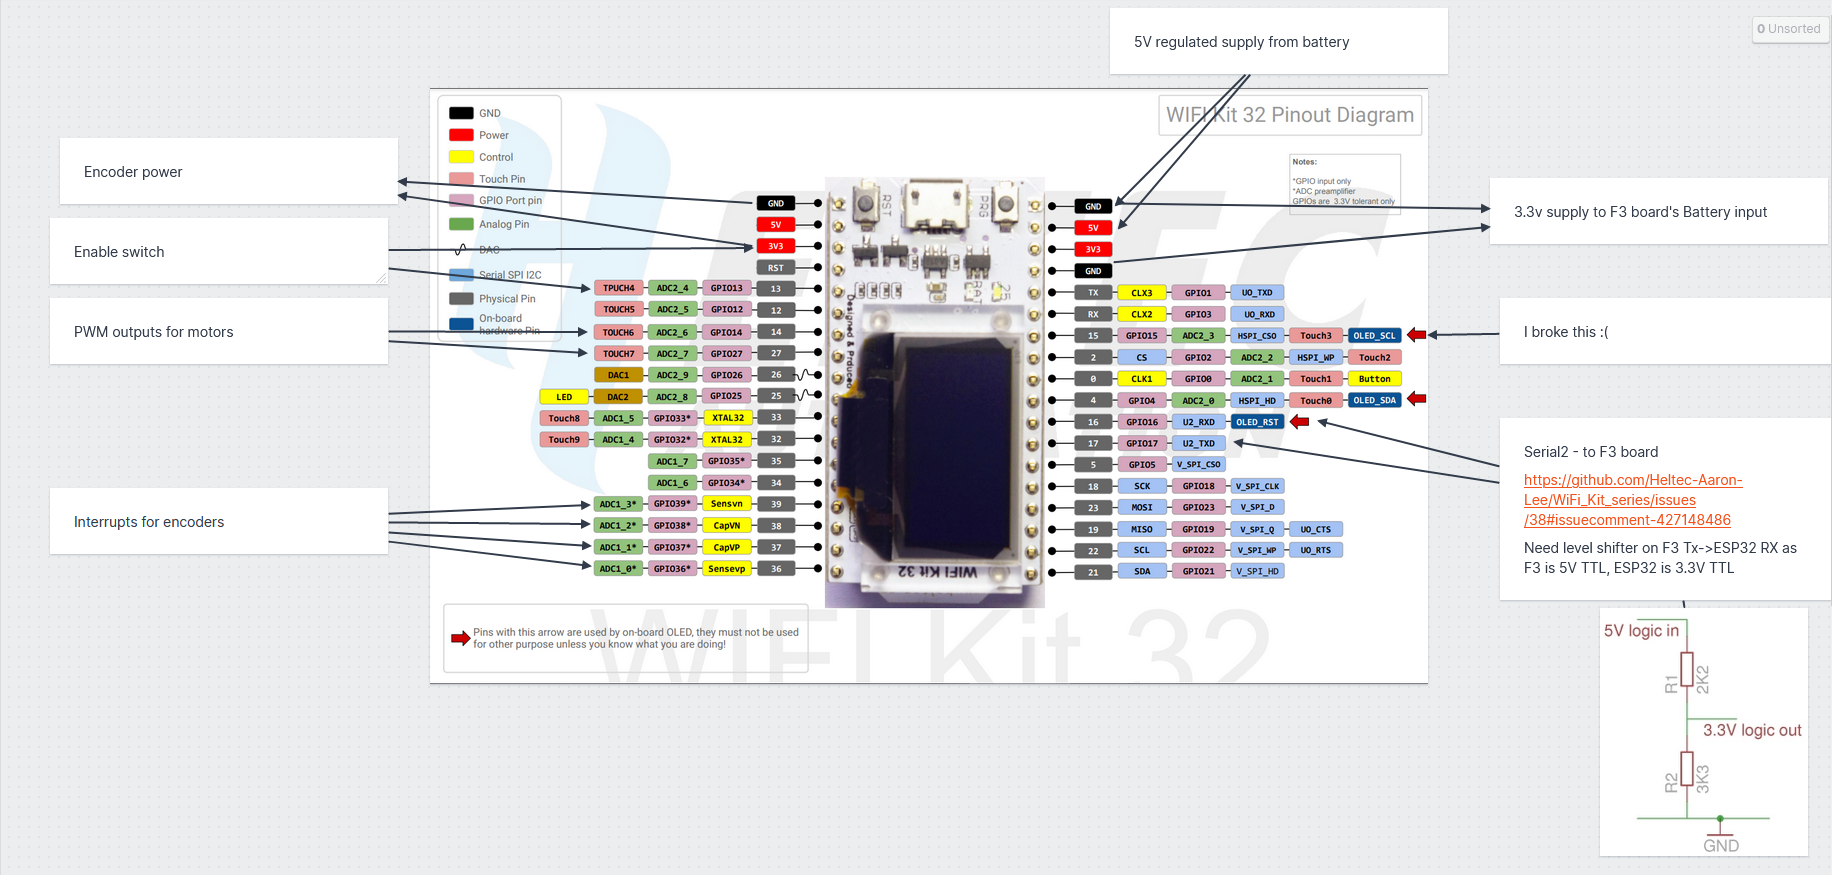 5V regulated supply from battery
0 Unsorted
GND
Power
Control
Touch Pin
GPIO Port pin
Analog Pin
DAC
Serial SPI I2C
Physical Pin
On-board
hardware Pin
WIFI Kit 32 Pinout Diagram
Notes:
*GPIO input only
*ADC preamplifier
GPIOs are 3.3V tolerant only
Encoder power
Enable switch
PWM outputs for motors
Interrupts for encoders
GND
5V
3V3
RST
TPUCH4 ADC2_4 GPIO13 13
TOUCH5 ADC2_5 GPIO12 12
TOUCH6 ADC2_6 GPIO14 14
TOUCH7 ADC2_7 GPIO27 27
DAC1 ADC2_9 GPIO26 26
LED DAC2 ADC2_8 GPIO25 25
Touch8 ADC1_5 GPIO33* XTAL32 33
Touch9 ADC1_4 GPIO32* XTAL32 32
ADC1_7 GPIO35* 35
ADC1_6 GPIO34* 34
ADC1_3* GPIO39* Sensvn 39
ADC1_2* GPIO38* CapVN 38
ADC1_1* GPIO37* CapVP 37
ADC1_0* GPIO36* Sensevp 36
RST
PRG
BAT
25
Designed & Produced
WIFI Kit 32
GND
5V
3V3
GND
TX CLX3 GPIO1 UO_TXD
RX CLX2 GPIO3 UO_RXD
15 GPIO15 ADC2_3 HSPI_CSO Touch3 OLED_SCL
2 CS GPIO2 ADC2_2 HSPI_WP Touch2
0 CLK1 GPIO0 ADC2_1 Touch1 Button
4 GPIO4 ADC2_0 HSPI_HD Touch0 OLED_SDA
16 GPIO16 U2_RXD OLED_RST
17 GPIO17 U2_TXD
5 GPIO5 V_SPI_CSO
18 SCK GPIO18 V_SPI_CLK
23 MOSI GPIO23 V_SPI_D
19 MISO GPIO19 V_SPI_Q UO_CTS
22 SCL GPIO22 V_SPI_WP UO_RTS
21 SDA GPIO21 V_SPI_HD
3.3v supply to F3 board's Battery input
I broke this :(
Serial2 - to F3 board
https://github.com/Heltec-Aaron-
Lee/WiFi_Kit_series/issues
/38#issuecomment-427148486
Need level shifter on F3 Tx->ESP32 RX as
F3 is 5V TTL, ESP32 is 3.3V TTL
Pins with this arrow are used by on-board OLED, they must not be used
for other purpose unless you know what you are doing!
WIFI Kit 32
5V logic in
R1
2K2
3.3V logic out
R2
3K3
GND